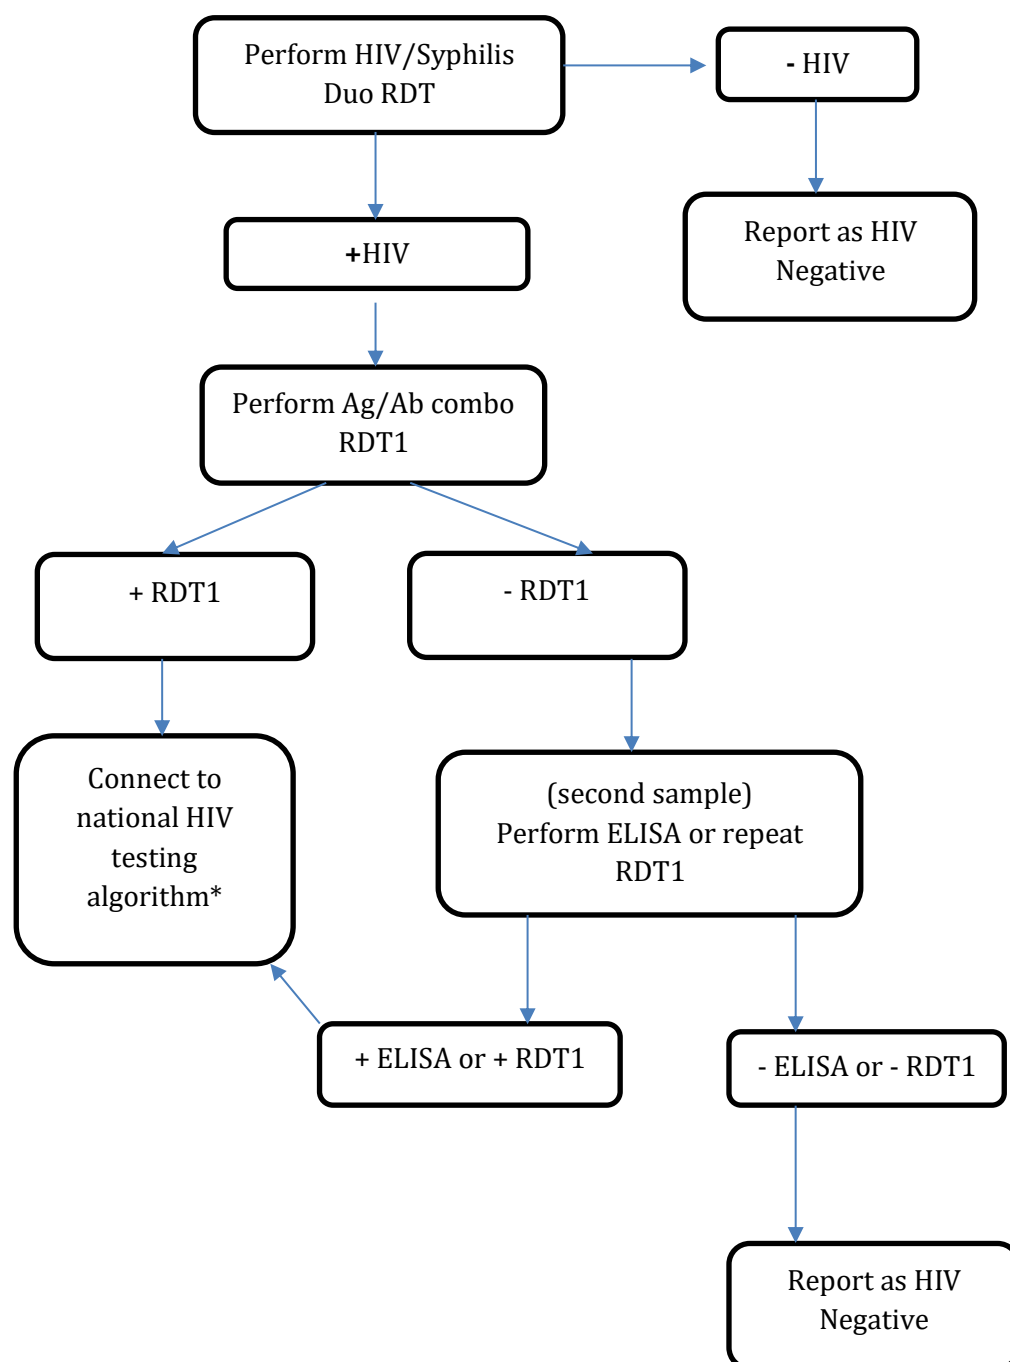 Perform HIV/Syphilis
Duo RDT
- HIV
Report as HIV
Negative
+HIV
Perform Ag/Ab combo
RDT1
+ RDT1
- RDT1
Connect to
national HIV
testing
algorithm*
(second sample)
Perform ELISA or repeat
RDT1
+ ELISA or + RDT1
- ELISA or - RDT1
Report as HIV
Negative